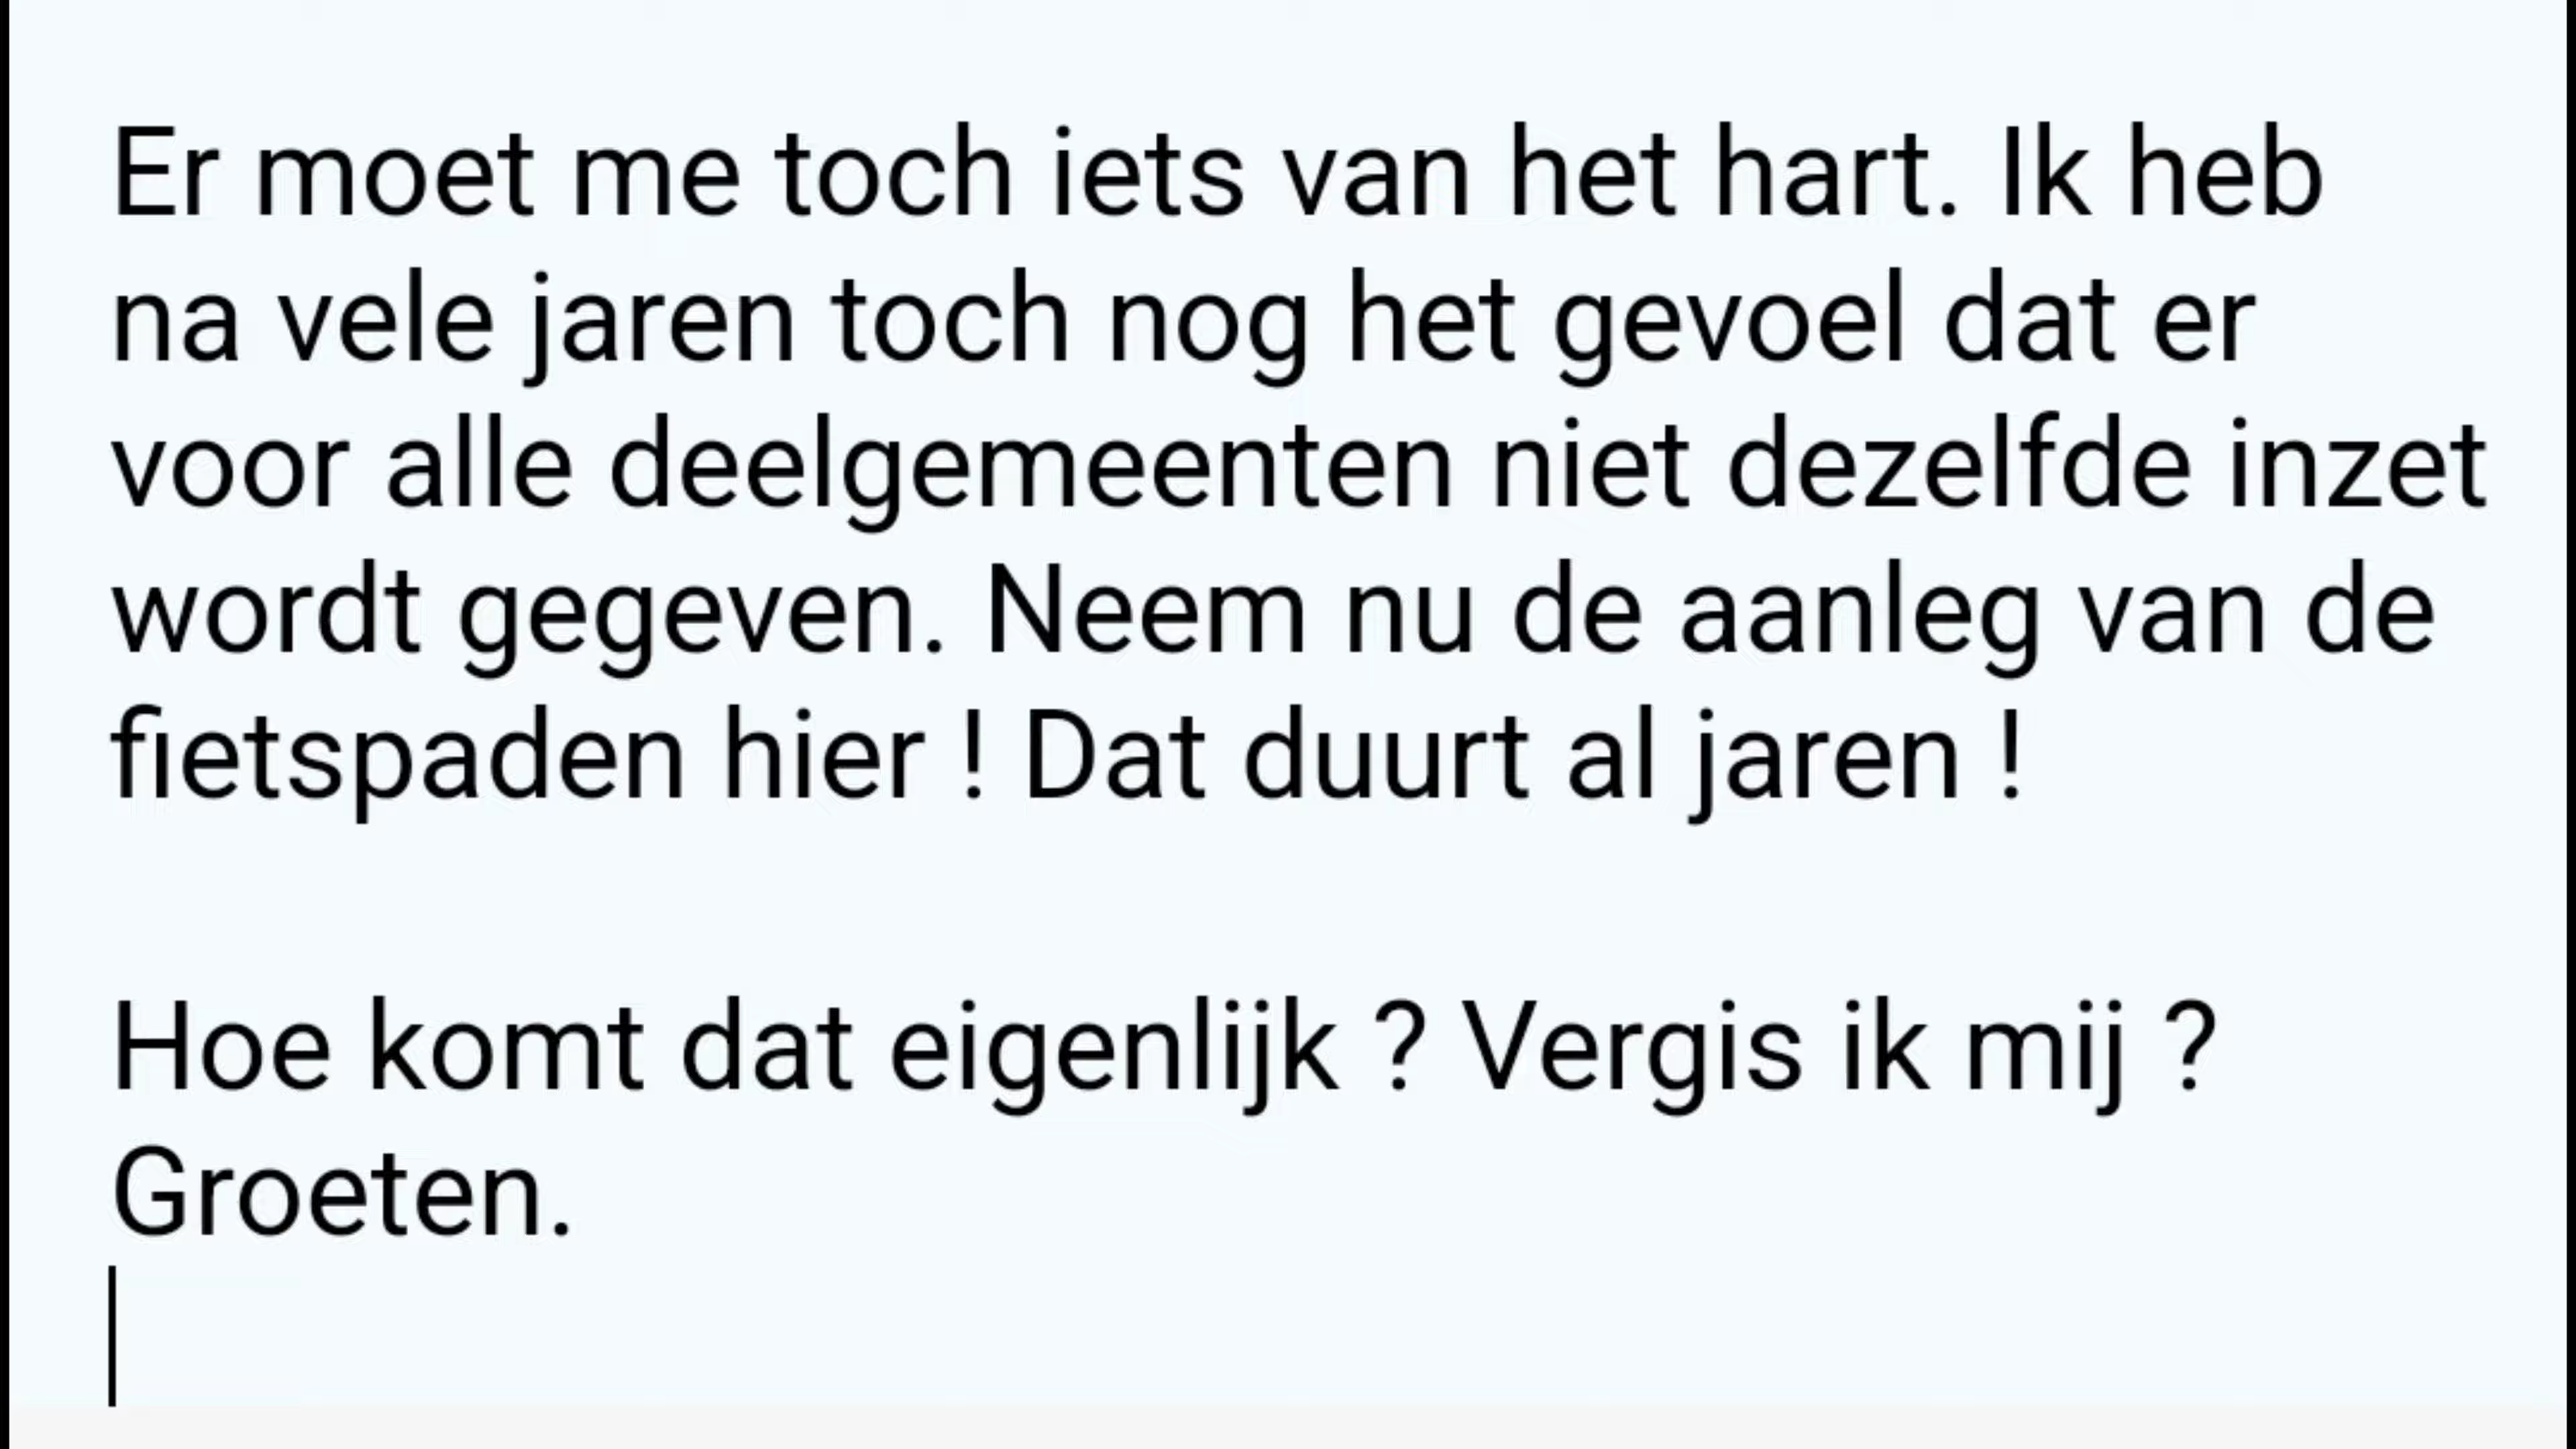 Er moet me toch iets van het hart. Ik heb
na vele jaren toch nog het gevoel dat er
voor alle deelgemeenten niet dezelfde inzet
wordt gegeven. Neem nu de aanleg van de
fietspaden hier ! Dat duurt al jaren !
Hoe komt dat eigenlijk ? Vergis ik mij ?
Groeten.